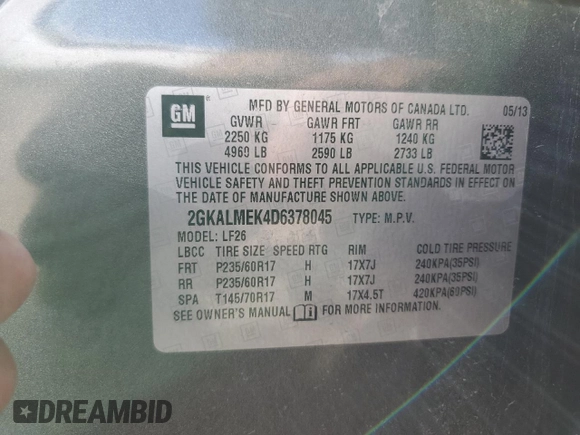 GM
MFD BY GENERAL MOTORS OF CANADA LTD. 05/13
GVWR GAWR FRT GAWR RR
2250 KG 1175 KG 1240 KG
4960 LB 2590 LB 2733 LB
THIS VEHICLE CONFORMS TO ALL APPLICABLE U.S. FEDERAL MOTOR
VEHICLE SAFETY AND THEFT PREVENTION STANDARDS IN EFFECT ON
THE DATE OF MANUFACTURE SHOWN ABOVE.
2GKALMEK4D6378045 TYPE: M.P.V.
MODEL: LF26
LBCC TIRE SIZE SPEED RTG RIM COLD TIRE PRESSURE
FRT P235/60R17 H 17X7J 240KPA(35PSI)
RR P235/60R17 H 17X7J 240KPA(35PSI)
SPA T145/70R17 M 17X4.5T 420KPA(60PSI)
SEE OWNER'S MANUAL FOR MORE INFORMATION.
DREAMBID